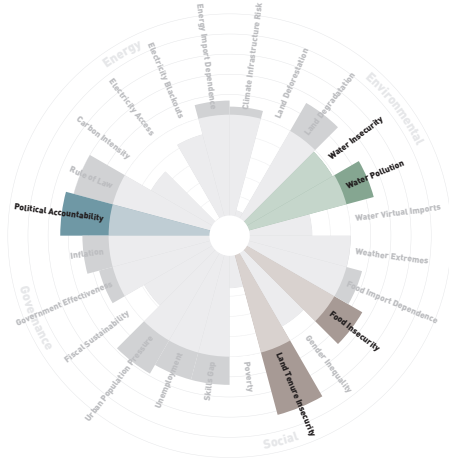 Energy
Environmental
Social
Governance
Energy Import Dependence
Climate Infrastructure Risk
Land Deforestation
Land Degradation
Water Insecurity
Water Pollution
Water Virtual Imports
Weather Extremes
Food Import Dependence
Food Insecurity
Gender Inequality
Land Tenure Insecurity
Poverty
Skills Gap
Unemployment
Urban Population Pressure
Fiscal Sustainability
Government Effectiveness
Inflation
Political Accountability
Rule of Law
Carbon Intensity
Electricity Access
Electricity Blackouts